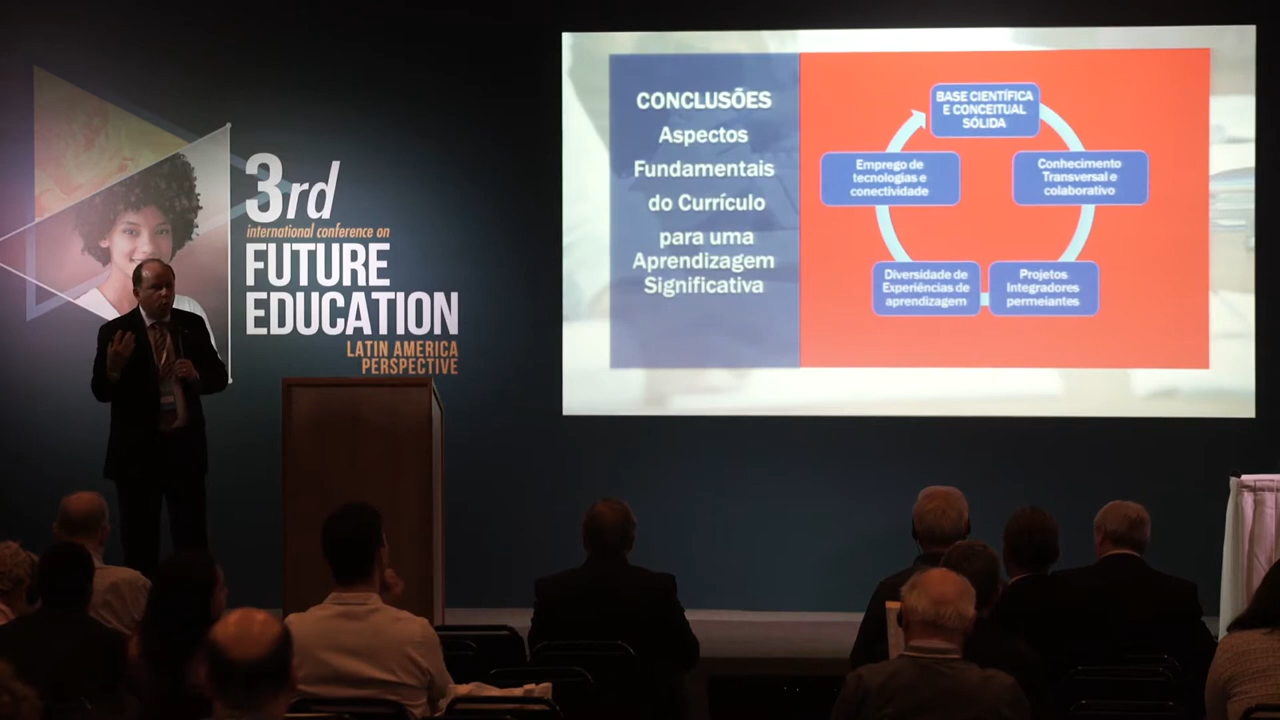 3rd
international conference on
FUTURE
EDUCATION
LATIN AMERICA
PERSPECTIVE
CONCLUSÕES
Aspectos
Fundamentais
do Currículo
para uma
Aprendizagem
Significativa
BASE CIENTÍFICA
E CONCEITUAL
SÓLIDA
Conhecimento
Transversal e
colaborativo
Projetos
Integradores
permeiantes
Diversidade de
Experiências de
aprendizagem
Emprego de
tecnologias e
conectividade